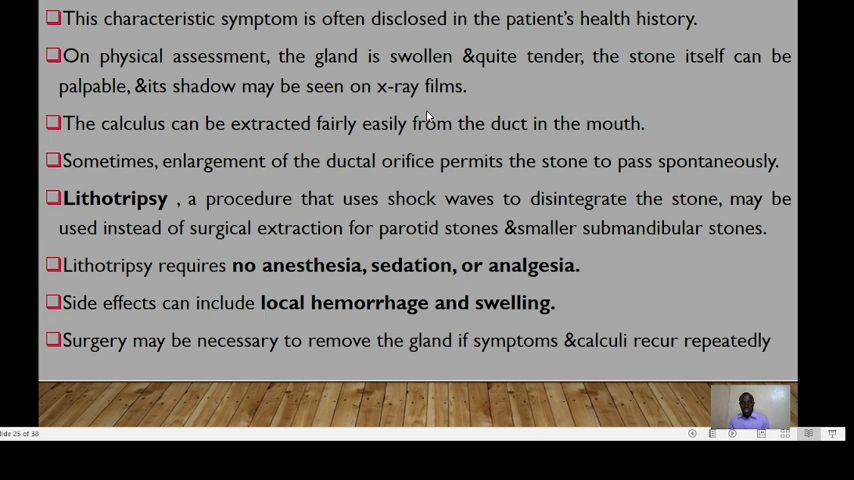 ❑This characteristic symptom is often disclosed in the patient's health history.
❑On physical assessment, the gland is swollen &quite tender, the stone itself can be
palpable, &its shadow may be seen on x-ray films.
❑The calculus can be extracted fairly easily from the duct in the mouth.
❑Sometimes, enlargement of the ductal orifice permits the stone to pass spontaneously.
❑Lithotripsy , a procedure that uses shock waves to disintegrate the stone, may be
used instead of surgical extraction for parotid stones &smaller submandibular stones.
❑Lithotripsy requires no anesthesia, sedation, or analgesia.
❑Side effects can include local hemorrhage and swelling.
❑Surgery may be necessary to remove the gland if symptoms &calculi recur repeatedly
lide 25 of 38